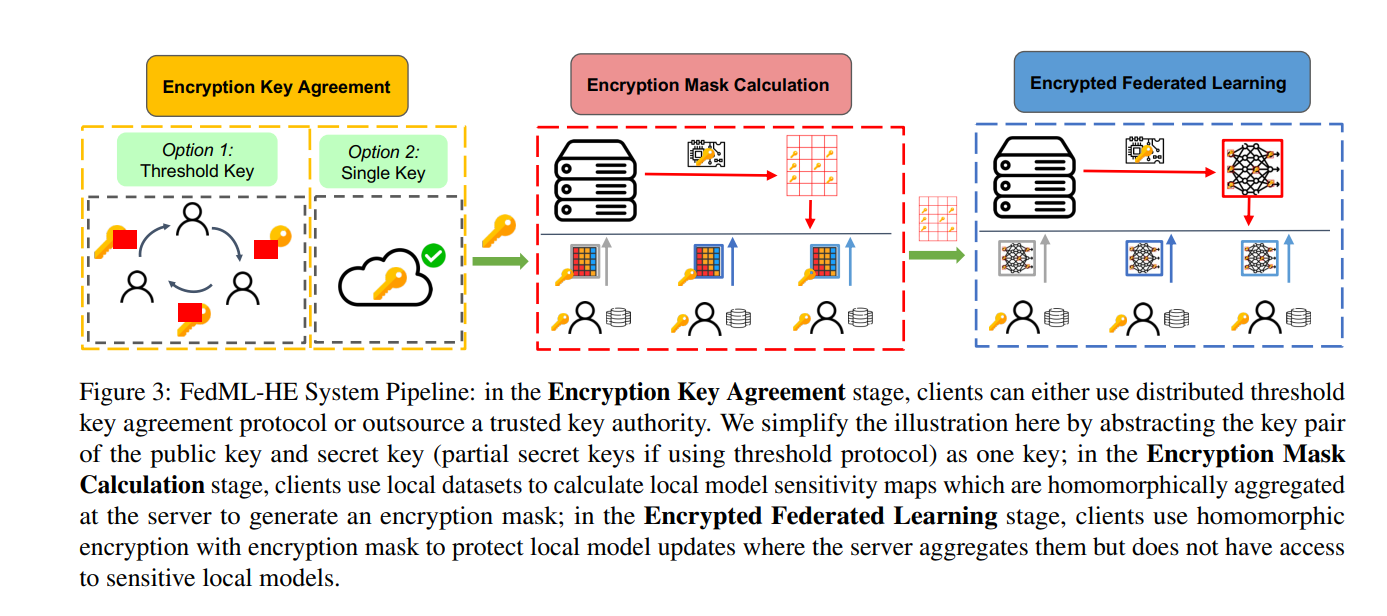 Encryption Key Agreement
Encryption Mask Calculation
Encrypted Federated Learning
Option 1:
Threshold Key
Option 2:
Single Key
Figure 3: FedML-HE System Pipeline: in the Encryption Key Agreement stage, clients can either use distributed threshold
key agreement protocol or outsource a trusted key authority. We simplify the illustration here by abstracting the key pair
of the public key and secret key (partial secret keys if using threshold protocol) as one key; in the Encryption Mask
Calculation stage, clients use local datasets to calculate local model sensitivity maps which are homomorphically aggregated
at the server to generate an encryption mask; in the Encrypted Federated Learning stage, clients use homomorphic
encryption with encryption mask to protect local model updates where the server aggregates them but does not have access
to sensitive local models.